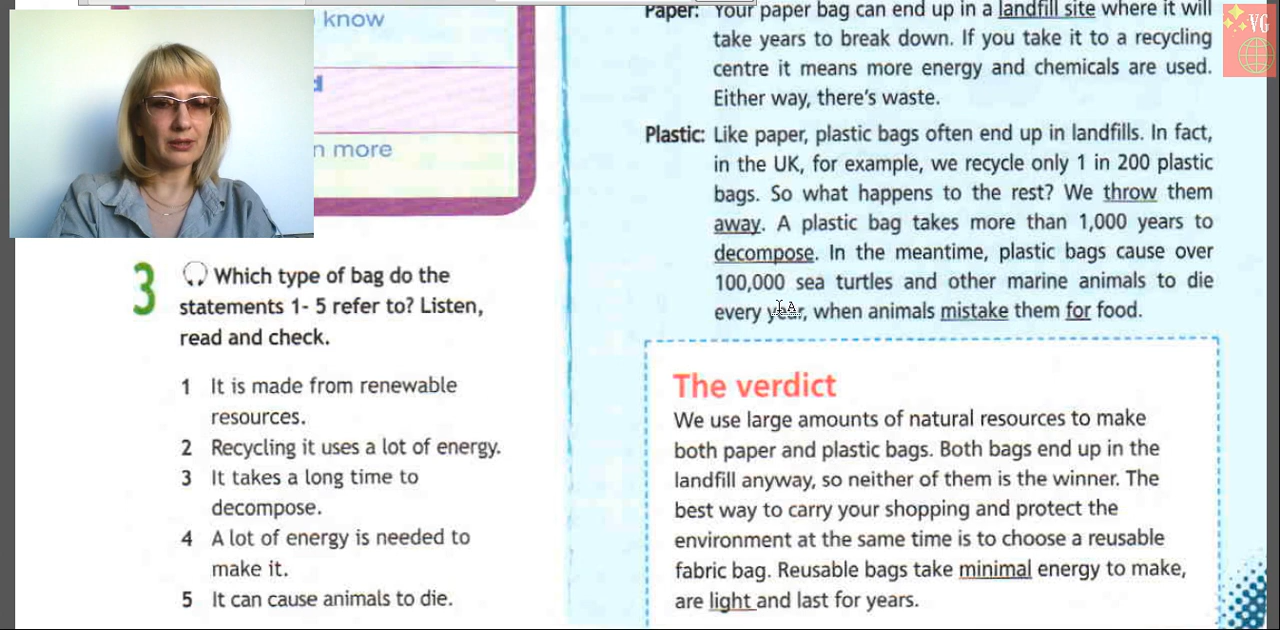 know
d
n more
3
Which type of bag do the
statements 1- 5 refer to? Listen,
read and check.
1 It is made from renewable
resources.
2 Recycling it uses a lot of energy.
3 It takes a long time to
decompose.
4 A lot of energy is needed to
make it.
5 It can cause animals to die.
Paper: Your paper bag can end up in a landfill site where it will
take years to break down. If you take it to a recycling
centre it means more energy and chemicals are used.
Either way, there's waste.
Plastic: Like paper, plastic bags often end up in landfills. In fact,
in the UK, for example, we recycle only 1 in 200 plastic
bags. So what happens to the rest? We throw them
away. A plastic bag takes more than 1,000 years to
decompose. In the meantime, plastic bags cause over
100,000 sea turtles and other marine animals to die
every year, when animals mistake them for food.
The verdict
We use large amounts of natural resources to make
both paper and plastic bags. Both bags end up in the
landfill anyway, so neither of them is the winner. The
best way to carry your shopping and protect the
environment at the same time is to choose a reusable
fabric bag. Reusable bags take minimal energy to make,
are light and last for years.
VG